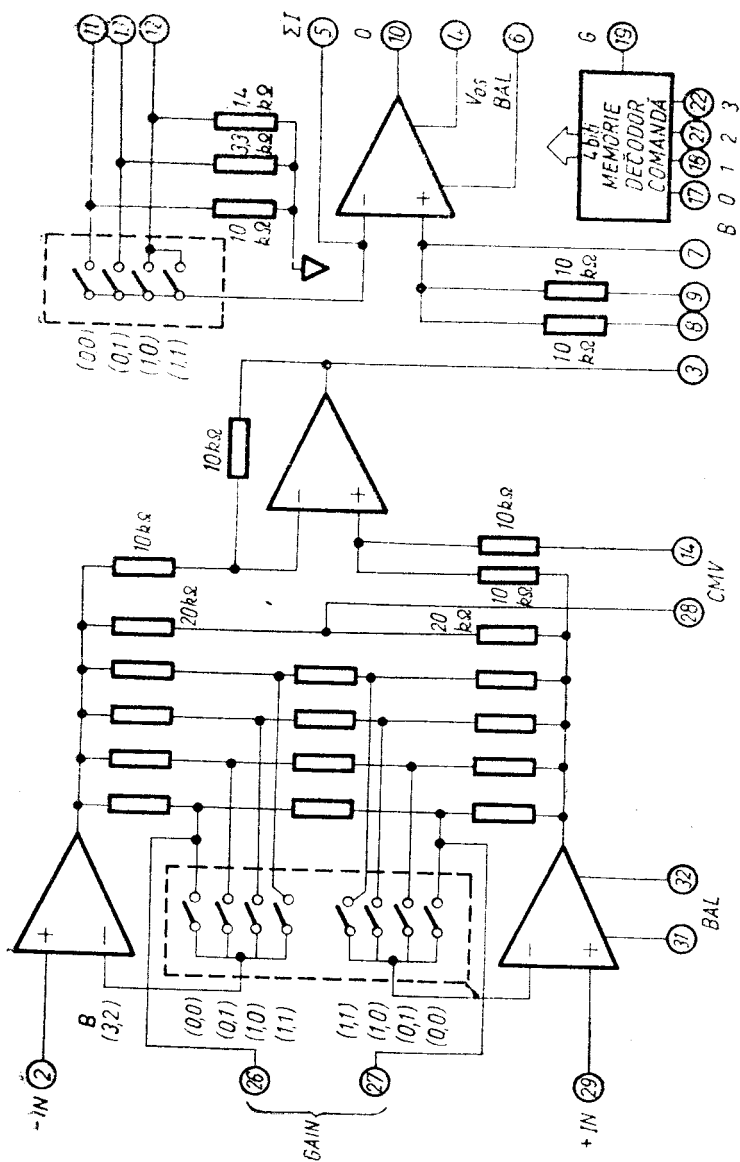 11
13
12
ΣI
5
O
10
4
6
V os
BAL
G
19
1,4 kΩ
3,3 kΩ
10 kΩ
(0,0)
(0,1)
(1,0)
(1,1)
-
+
4 biti
MEMORIE
DECODOR
COMANDĂ
17
18
21
22
B 0 1 2 3
7
9
8
10 kΩ
10 kΩ
3
10kΩ
-
+
10kΩ
20kΩ
10kΩ
10 kΩ
20 kΩ
14
28
CMV
+
-
-IN 2
B
(3,2)
(0,0)
(0,1)
(1,0)
(1,1)
(1,1)
(1,0)
(0,1)
(0,0)
26
27
GAIN
-
+
+IN 29
31
32
BAL